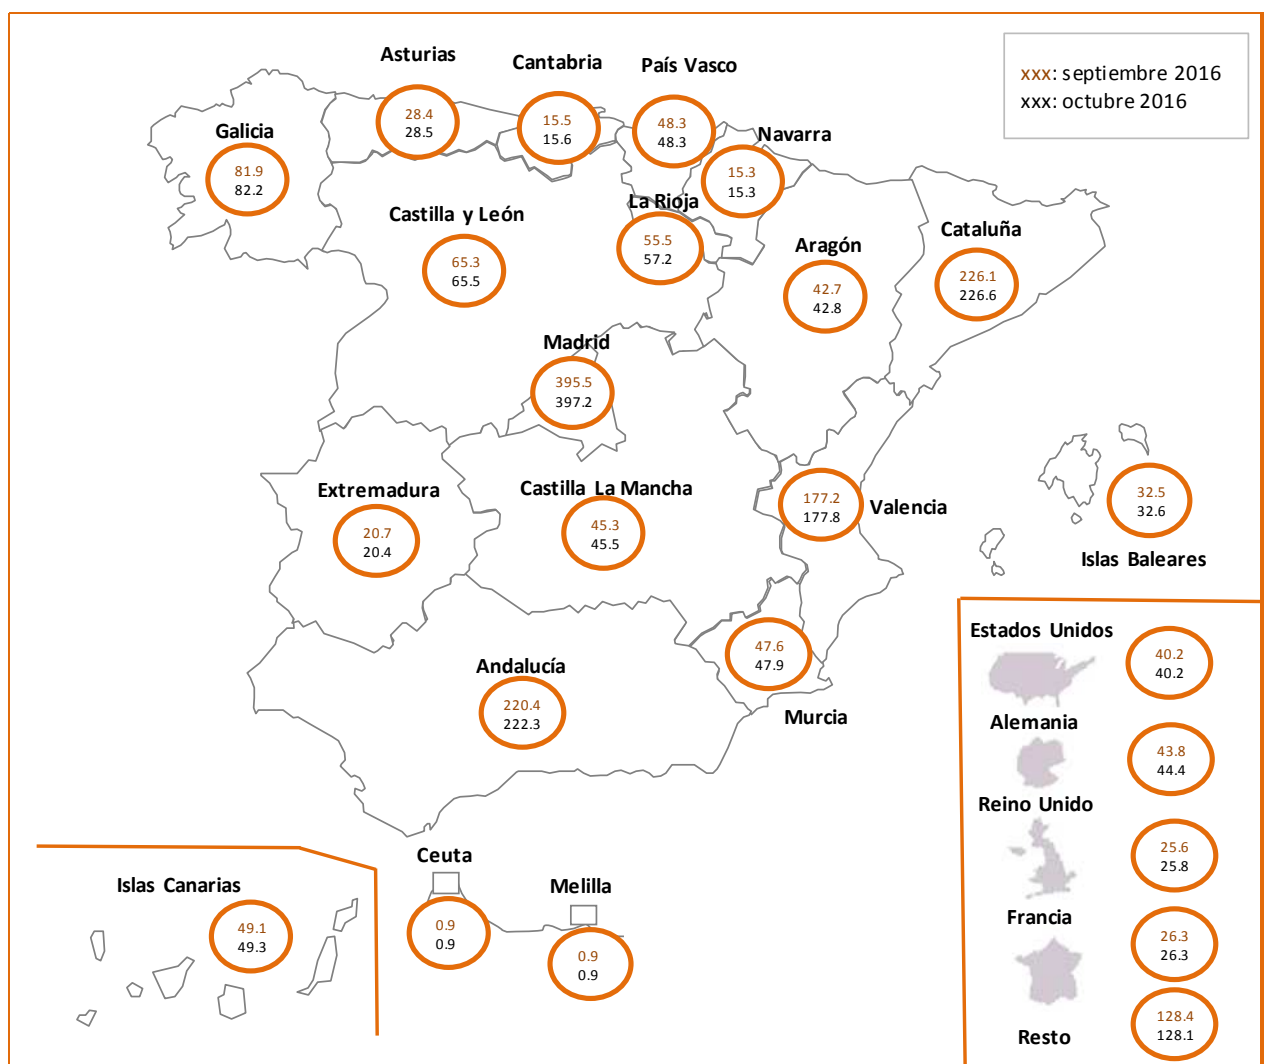 xxx: septiembre 2016
xxx: octubre 2016
Asturias
28.4
28.5
Cantabria
15.5
15.6
País Vasco
48.3
48.3
Navarra
15.3
15.3
Galicia
81.9
82.2
Castilla y León
65.3
65.5
La Rioja
55.5
57.2
Aragón
42.7
42.8
Cataluña
226.1
226.6
Madrid
395.5
397.2
Extremadura
20.7
20.4
Castilla La Mancha
45.3
45.5
177.2
177.8
Valencia
32.5
32.6
Islas Baleares
Andalucía
220.4
222.3
47.6
47.9
Murcia
Estados Unidos
40.2
40.2
Alemania
43.8
44.4
Reino Unido
25.6
25.8
Francia
26.3
26.3
Resto
128.4
128.1
Islas Canarias
49.1
49.3
Ceuta
0.9
0.9
Melilla
0.9
0.9